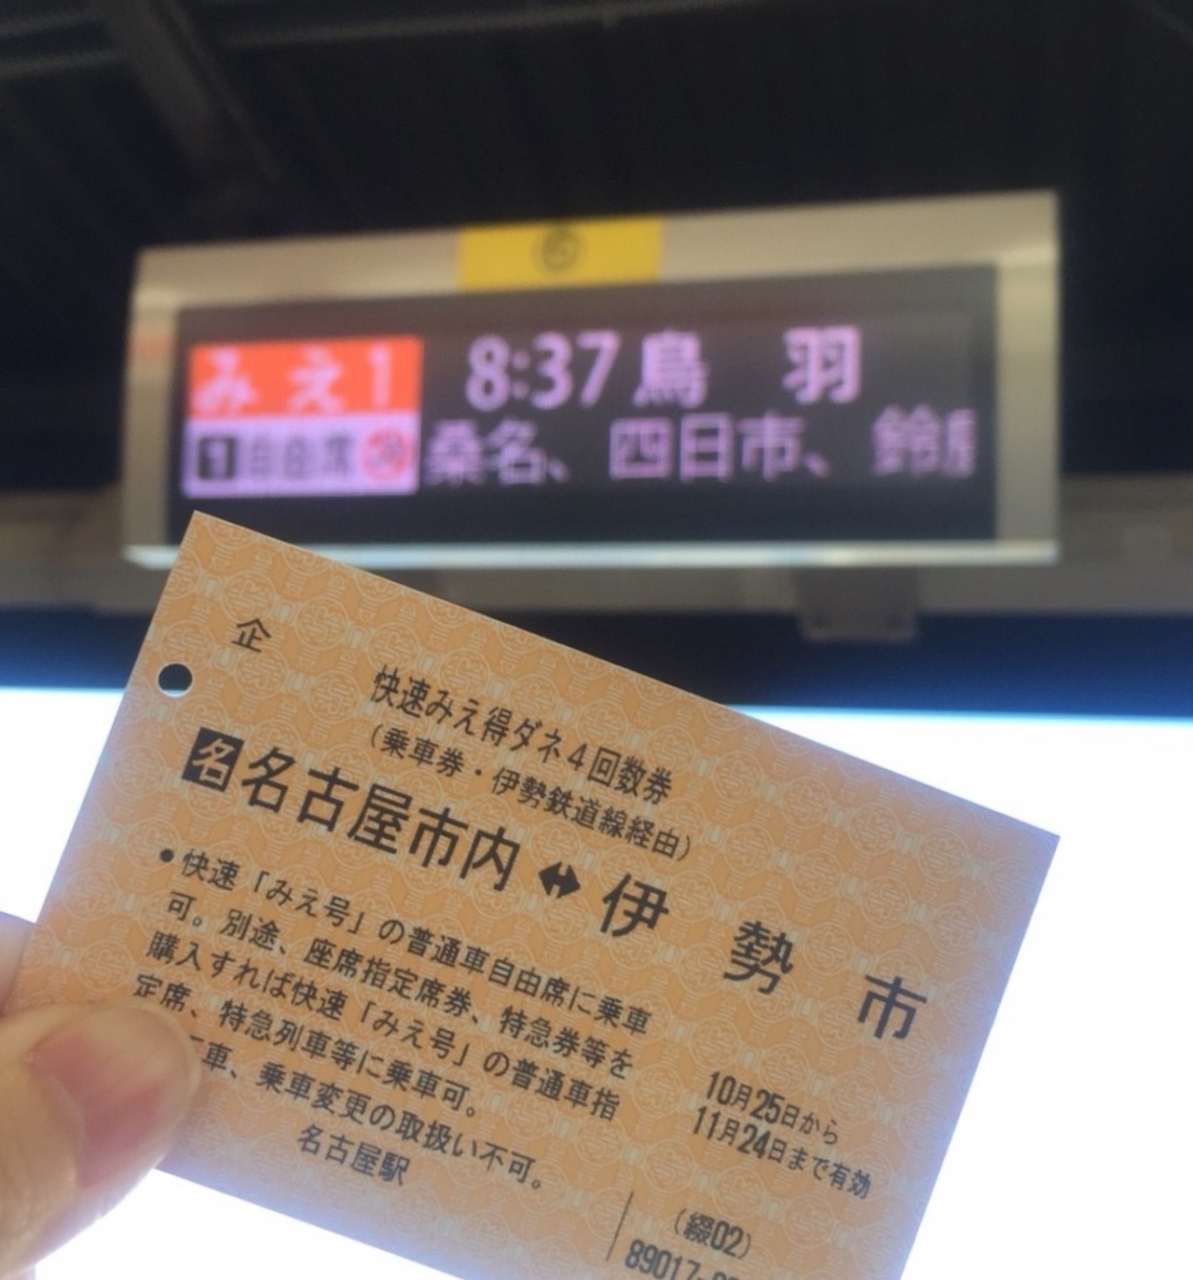 みえ1 8:37 鳥 羽
1 自由席 桑名、四日市、鈴鹿
企
快速みえ得ダネ4回数券
(乗車券・伊勢鉄道線経由)
名名古屋市内↔伊 勢 市
●快速「みえ号」の普通車自由席に乗車
可。別途、座席指定席券、特急券等を
購入すれば快速「みえ号」の普通車指
定席、特急列車等に乗車可。
車、乗車変更の取扱い不可。
10月25日から
11月24日まで有効
名古屋駅
(綴02)
89017-